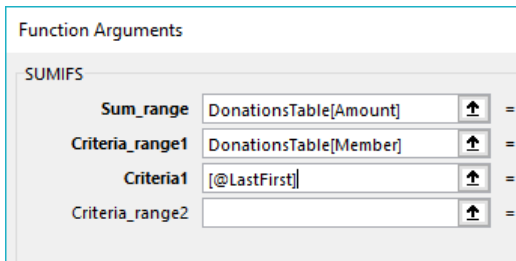 Function Arguments
SUMIFS
Sum_range DonationsTable[Amount] =
Criteria_range1 DonationsTable[Member] =
Criteria1 [@LastFirst] =
Criteria_range2 =